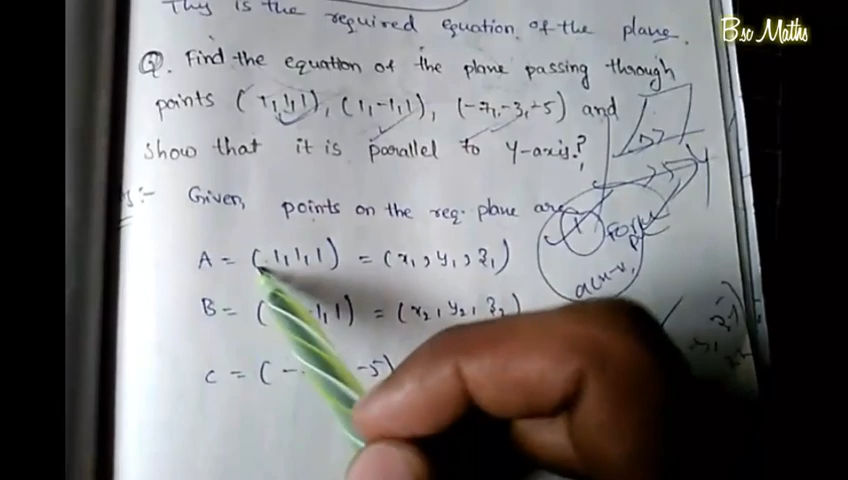 Bsc Maths
This is the required equation of the plane.
Q. Find the equation of the plane passing through
points (1,1,1), (1,-1,1), (-7,-3,-5) and
show that it is parallel to Y-axis?
Given, points on the req. plane are
A = (1,1,1) = (x₁, y₁, z₁)
B = ( -1,1) = (x₂, y₂, z₂)
C = (- -5)